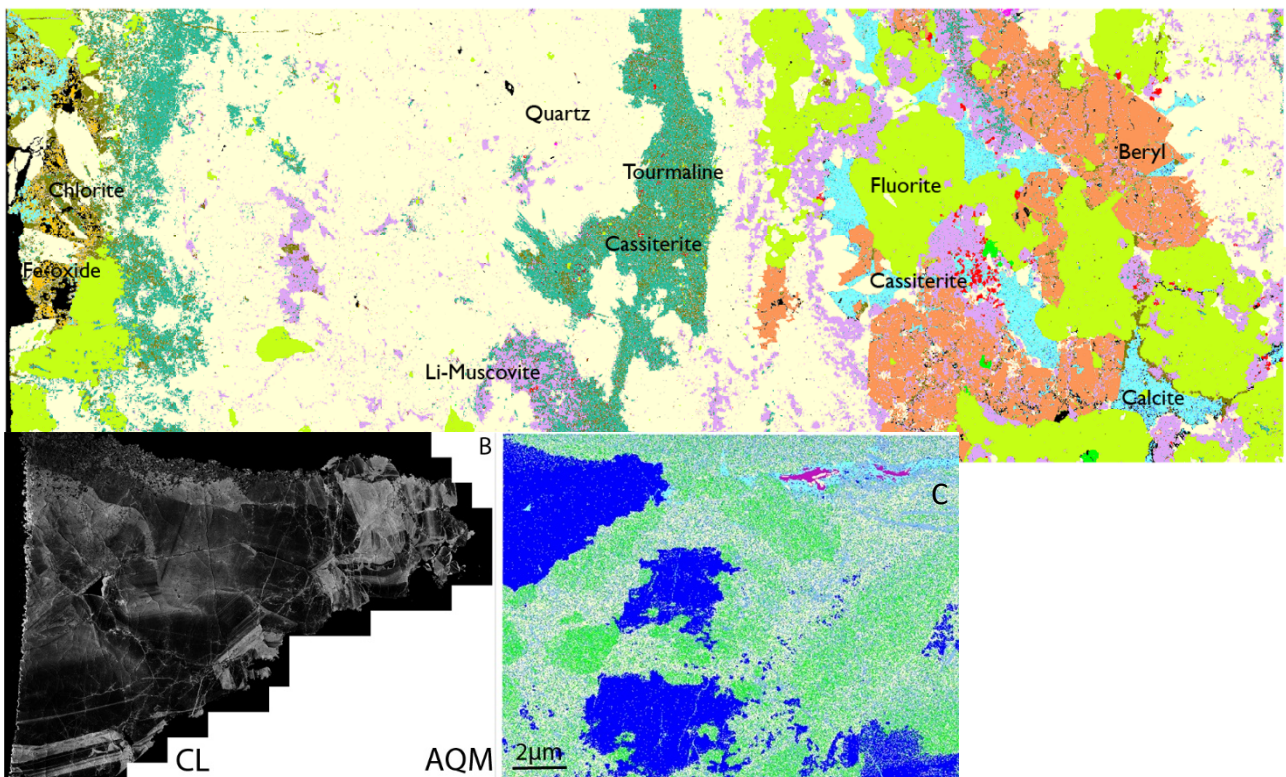 Quartz
Beryl
Tourmaline
Fluorite
Chlorite
Cassiterite
Fe-oxide
Cassiterite
Li-Muscovite
Calcite
B
C
CL
AQM
2μm